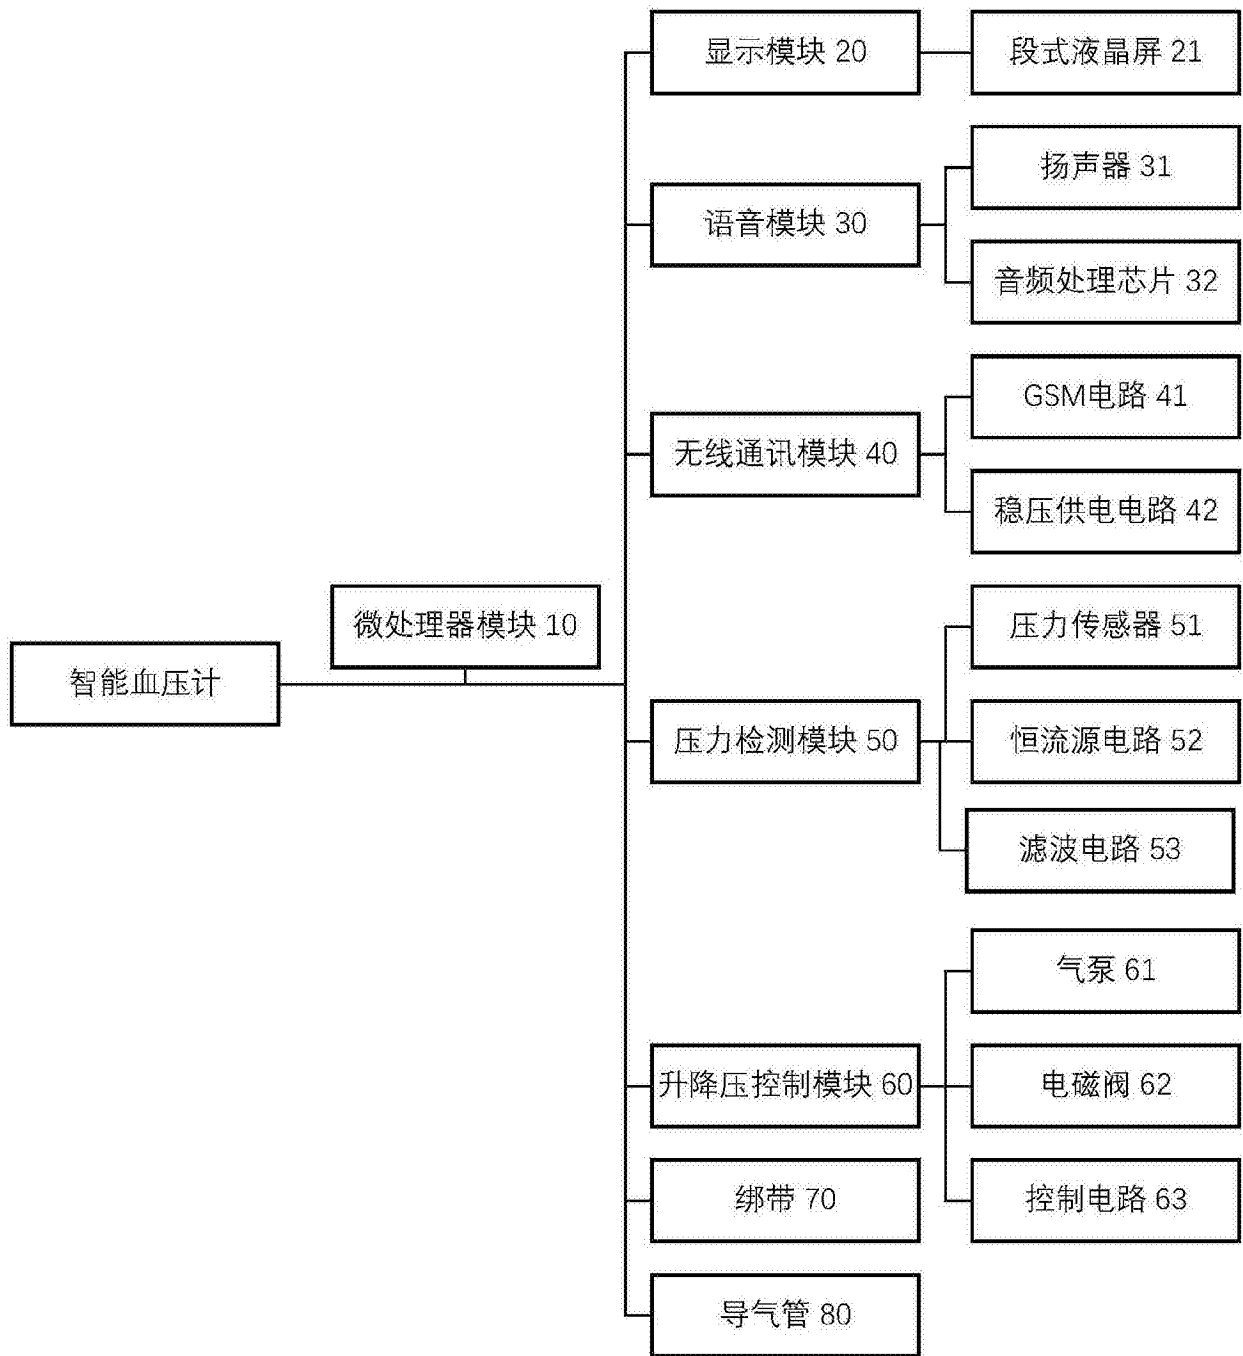 显示模块 20
段式液晶屏 21
扬声器 31
语音模块 30
音频处理芯片 32
GSM电路 41
无线通讯模块 40
稳压供电电路 42
微处理器模块 10
压力传感器 51
智能血压计
压力检测模块 50
恒流源电路 52
滤波电路 53
气泵 61
升降压控制模块 60
电磁阀 62
绑带 70
控制电路 63
导气管 80